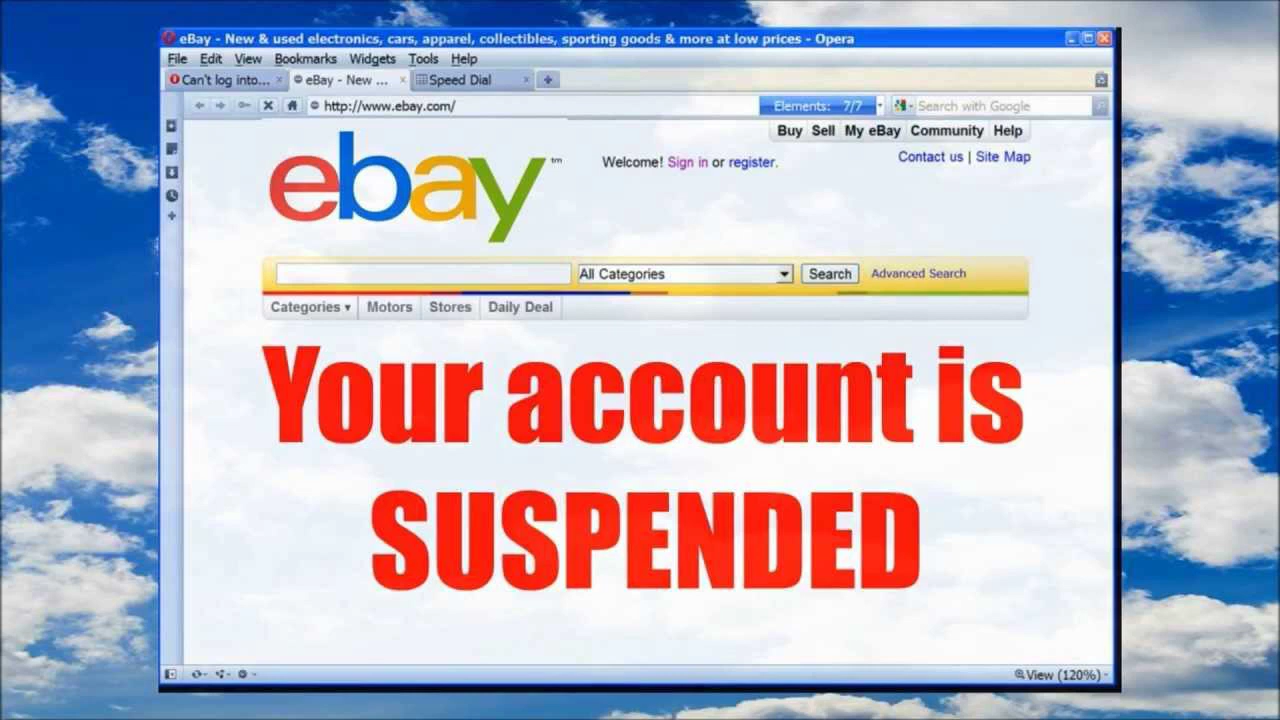 eBay - New & used electronics, cars, apparel, collectibles, sporting goods & more at low prices - Opera
File Edit View Bookmarks Widgets Tools Help
Can't log into... eBay - New ... Speed Dial
http://www.ebay.com/ Elements: 7/7 Search with Google
Buy Sell My eBay Community Help
ebay™ Welcome! Sign in or register. Contact us | Site Map
All Categories Search Advanced Search
Categories Motors Stores Daily Deal
Your account is
SUSPENDED
View (120%)